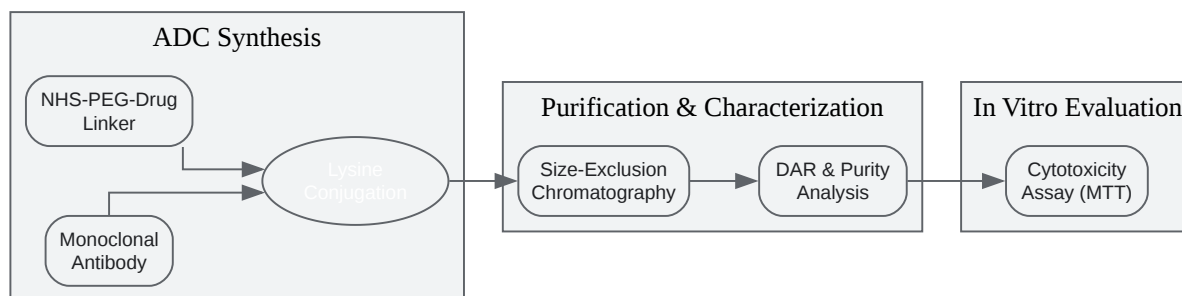 ADC Synthesis
NHS-PEG-Drug
Linker
Monoclonal
Antibody
Lysine
Conjugation
Purification & Characterization
Size-Exclusion
Chromatography
DAR & Purity
Analysis
In Vitro Evaluation
Cytotoxicity
Assay (MTT)